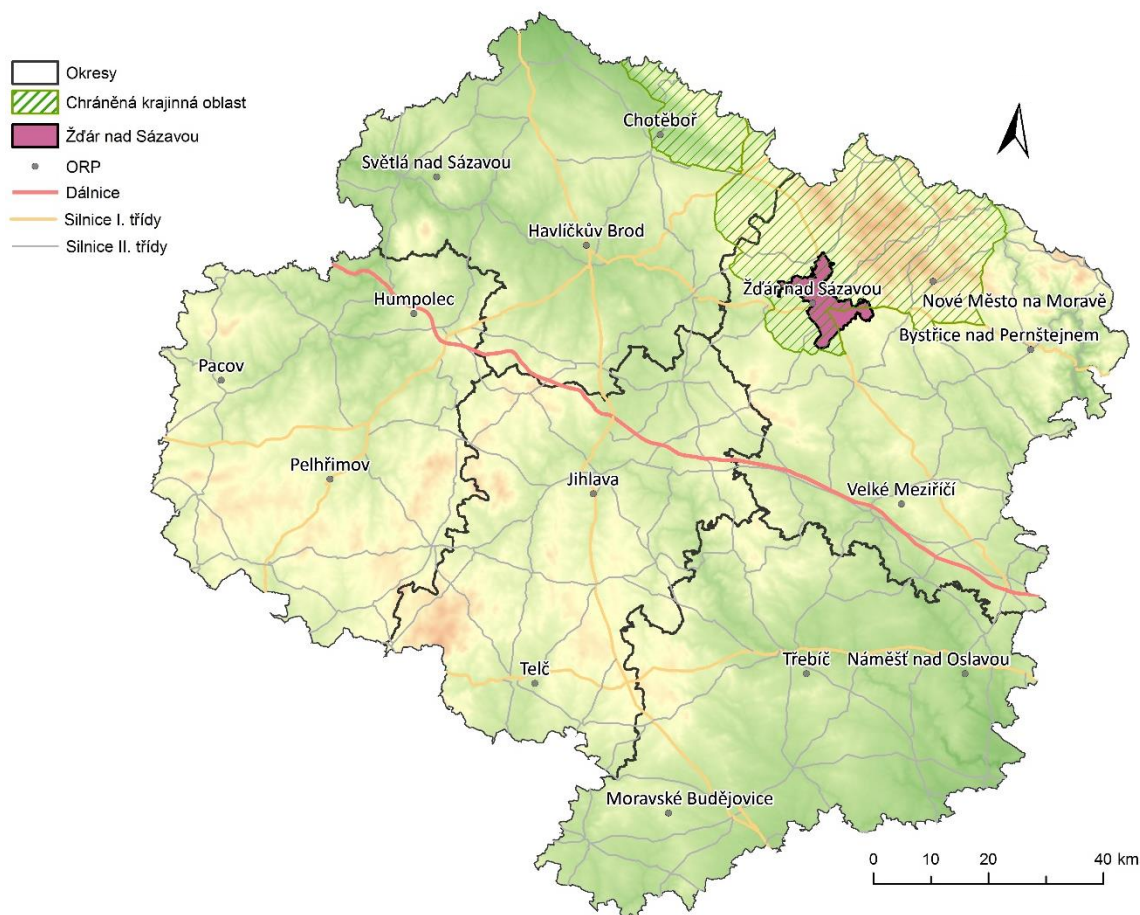 Okresy
Chráněná krajinná oblast
Žďár nad Sázavou
ORP
Dálnice
Silnice I. třídy
Silnice II. třídy
Chotěboř
Světlá nad Sázavou
Havlíčkův Brod
Žďár nad Sázavou
Humpolec
Nové Město na Moravě
Bystřice nad Pernštejnem
Pacov
Pelhřimov
Jihlava
Velké Meziříčí
Telč
Třebíč
Náměšť nad Oslavou
Moravské Budějovice
0 10 20 40 km